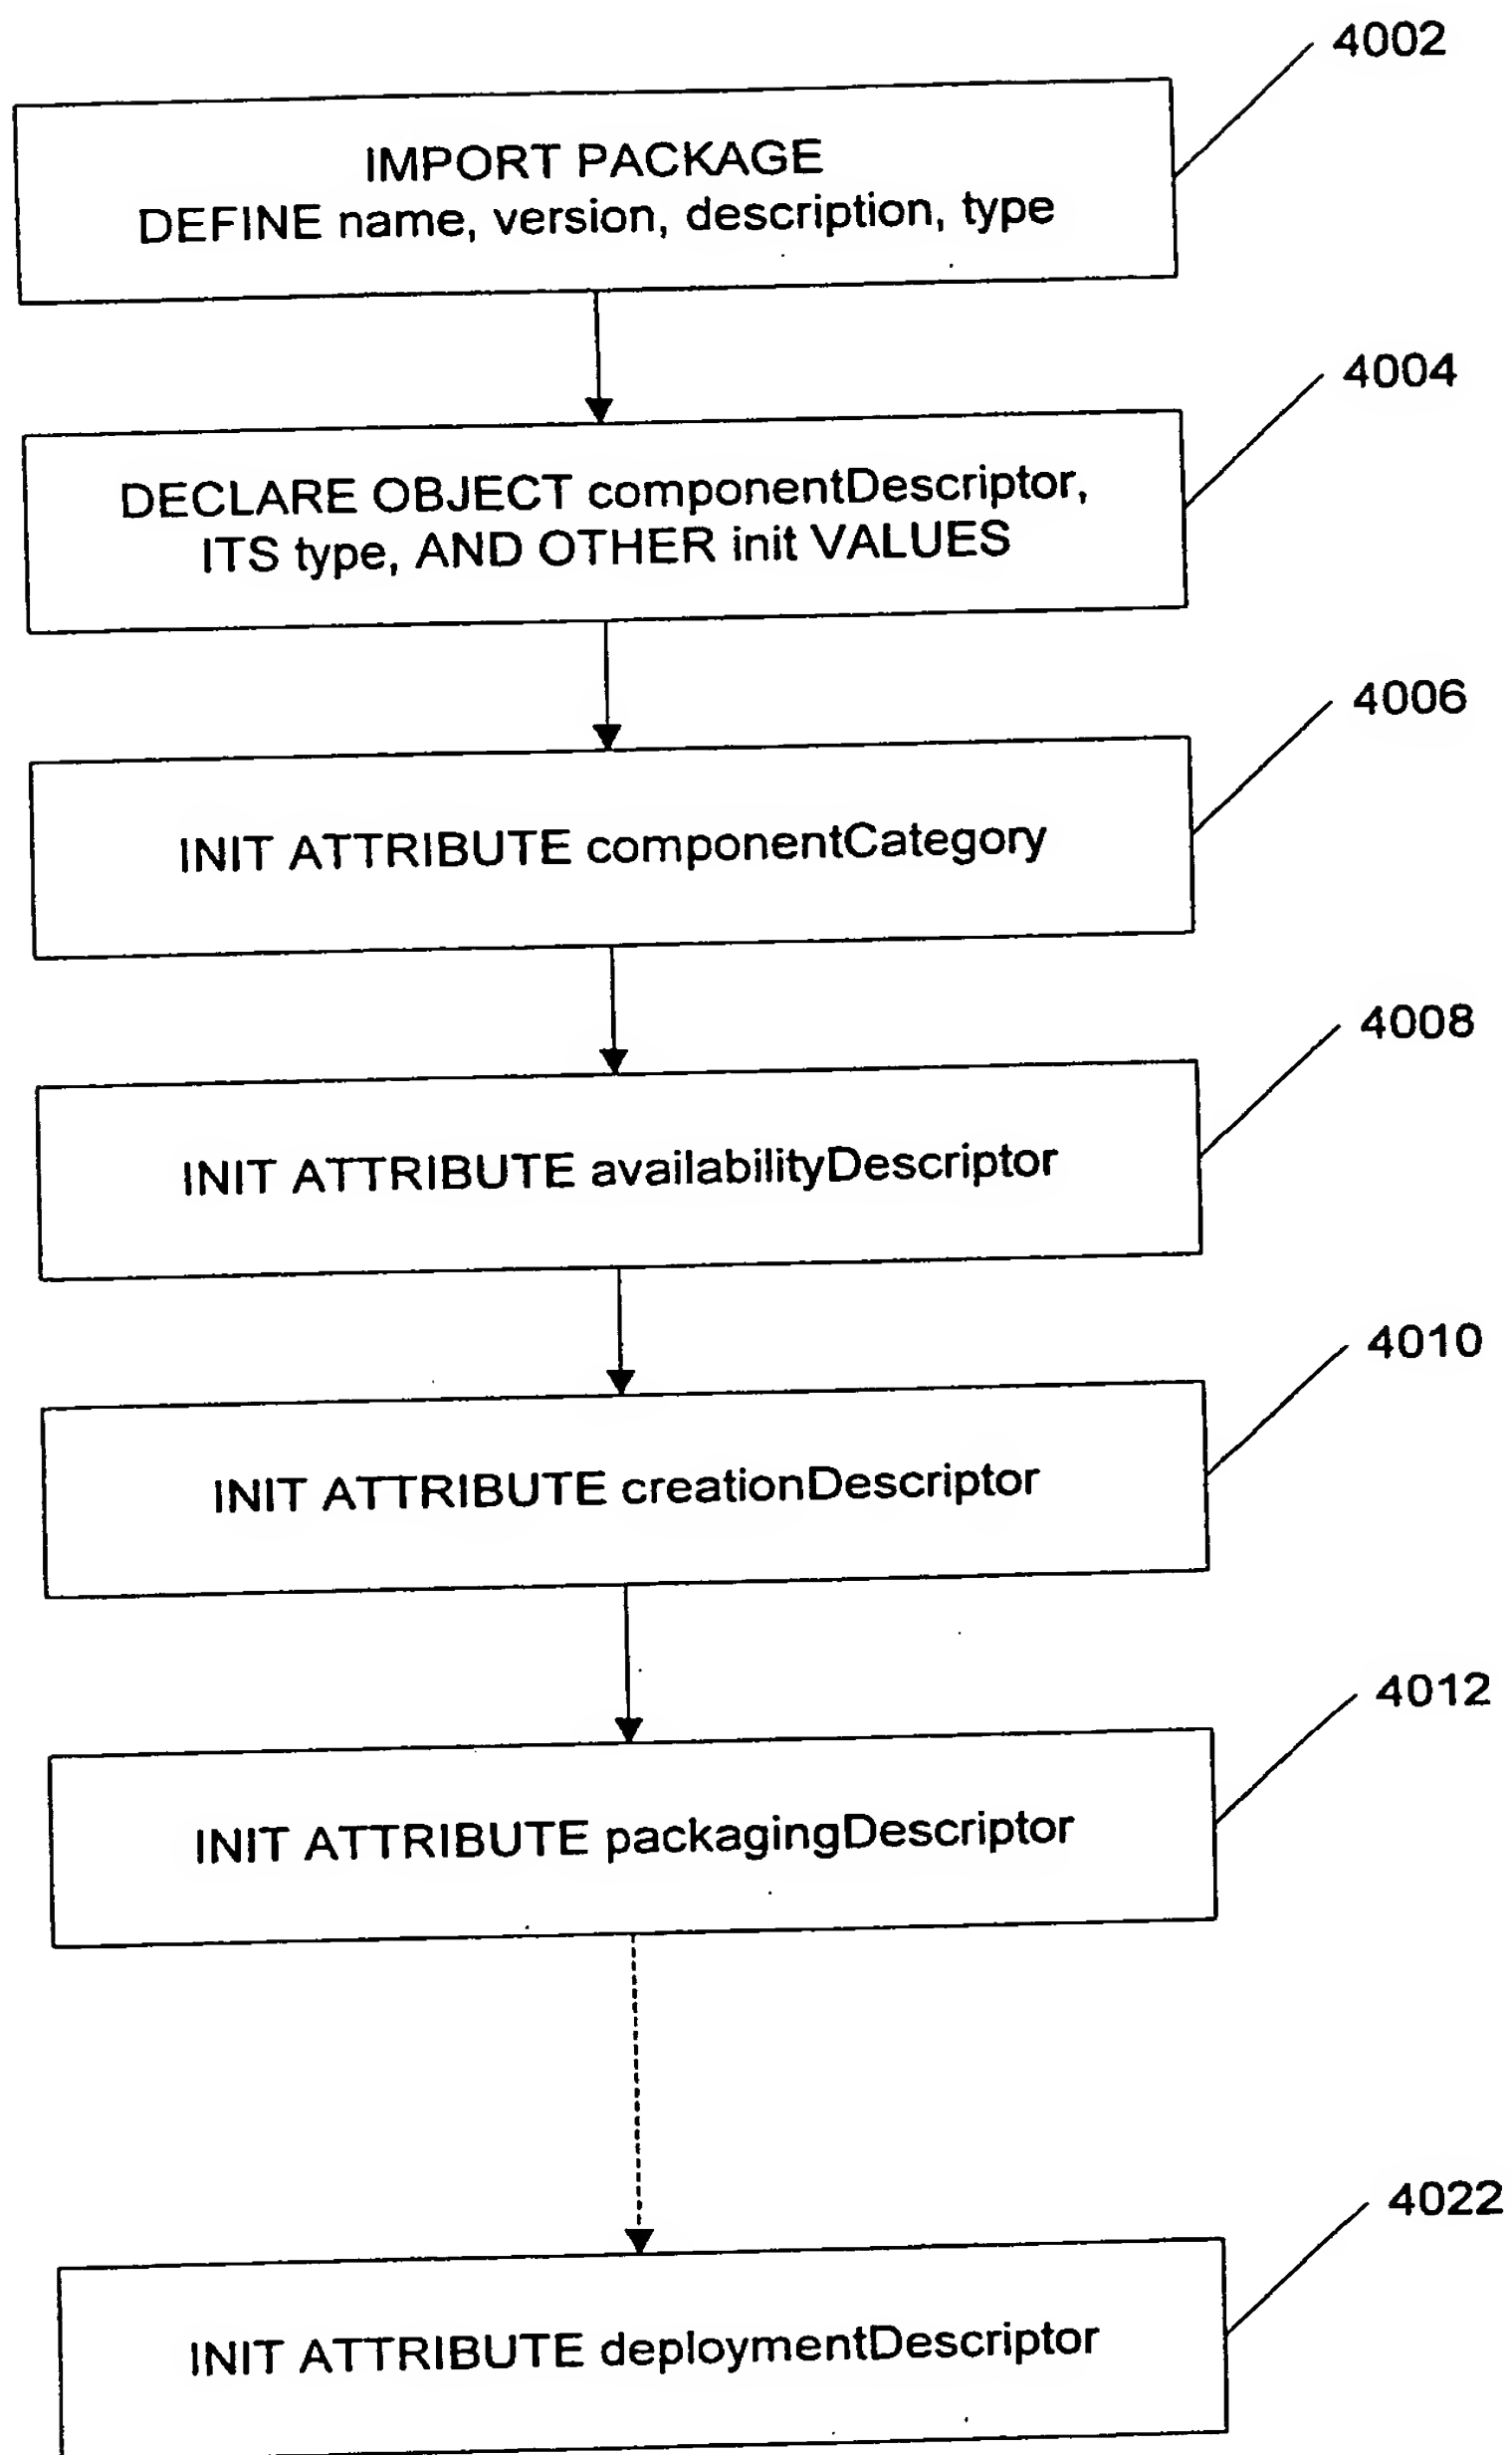 4002
IMPORT PACKAGE
DEFINE name, version, description, type
4004
DECLARE OBJECT componentDescriptor,
ITS type, AND OTHER init VALUES
4006
INIT ATTRIBUTE componentCategory
4008
INIT ATTRIBUTE availabilityDescriptor
4010
INIT ATTRIBUTE creationDescriptor
4012
INIT ATTRIBUTE packagingDescriptor
4022
INIT ATTRIBUTE deploymentDescriptor